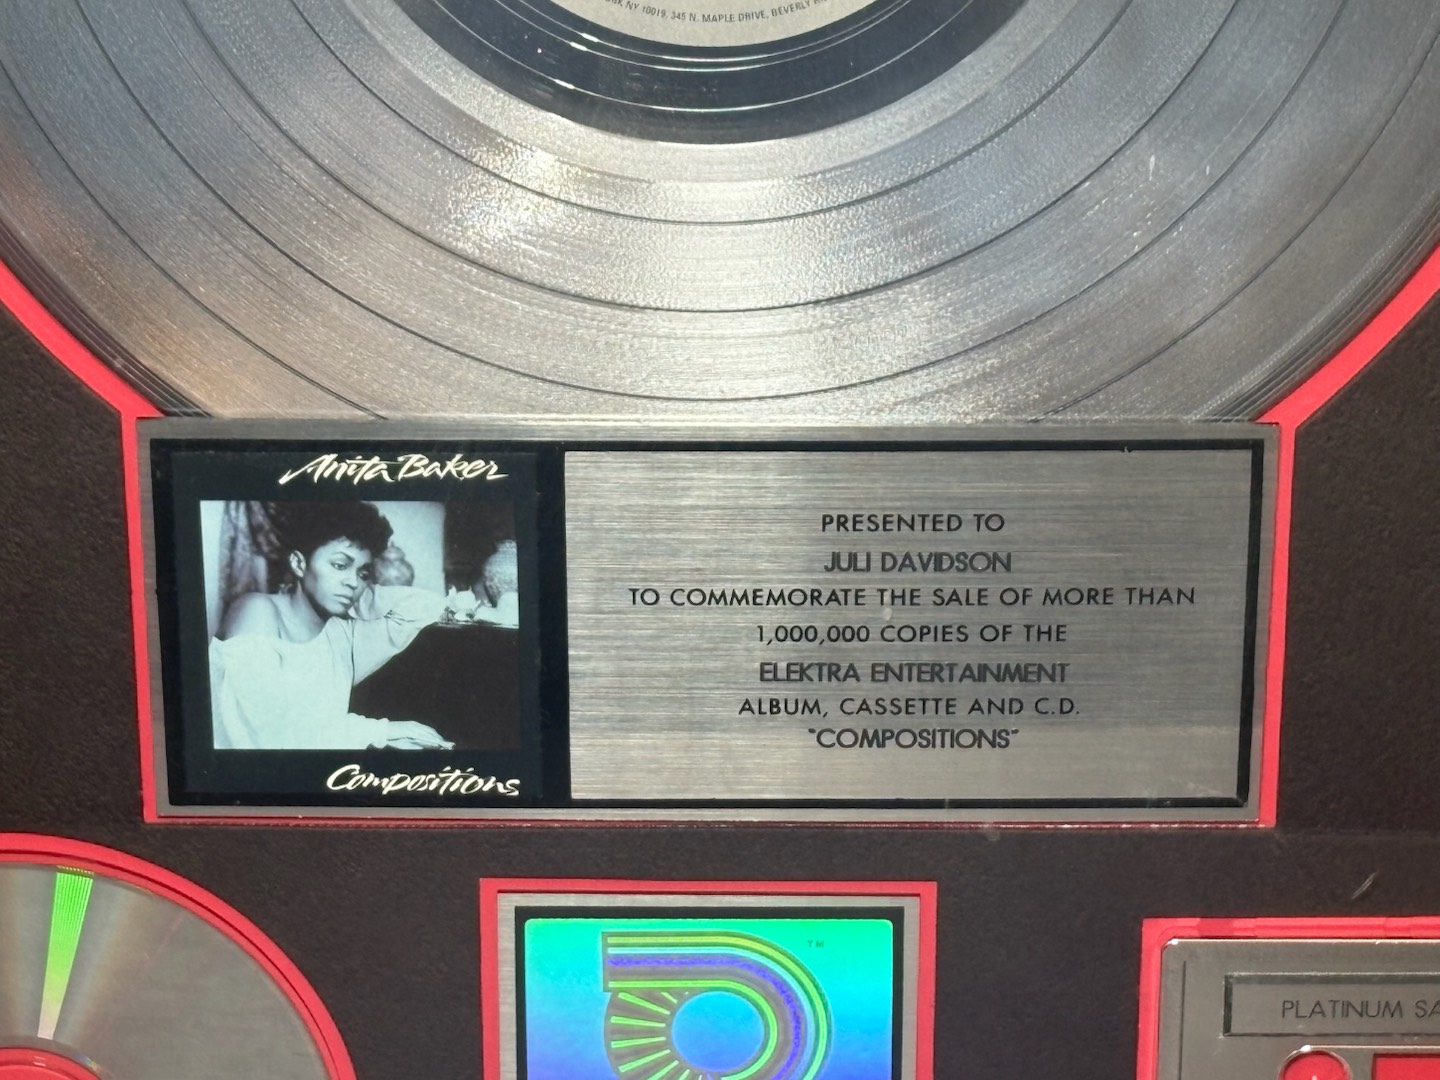 NY 10019, 345 N. MAPLE DRIVE, BEVERLY
Anita Baker
Compositions
PRESENTED TO
JULI DAVIDSON
TO COMMEMORATE THE SALE OF MORE THAN
1,000,000 COPIES OF THE
ELEKTRA ENTERTAINMENT
ALBUM, CASSETTE AND C.D.
"COMPOSITIONS"
TM
PLATINUM